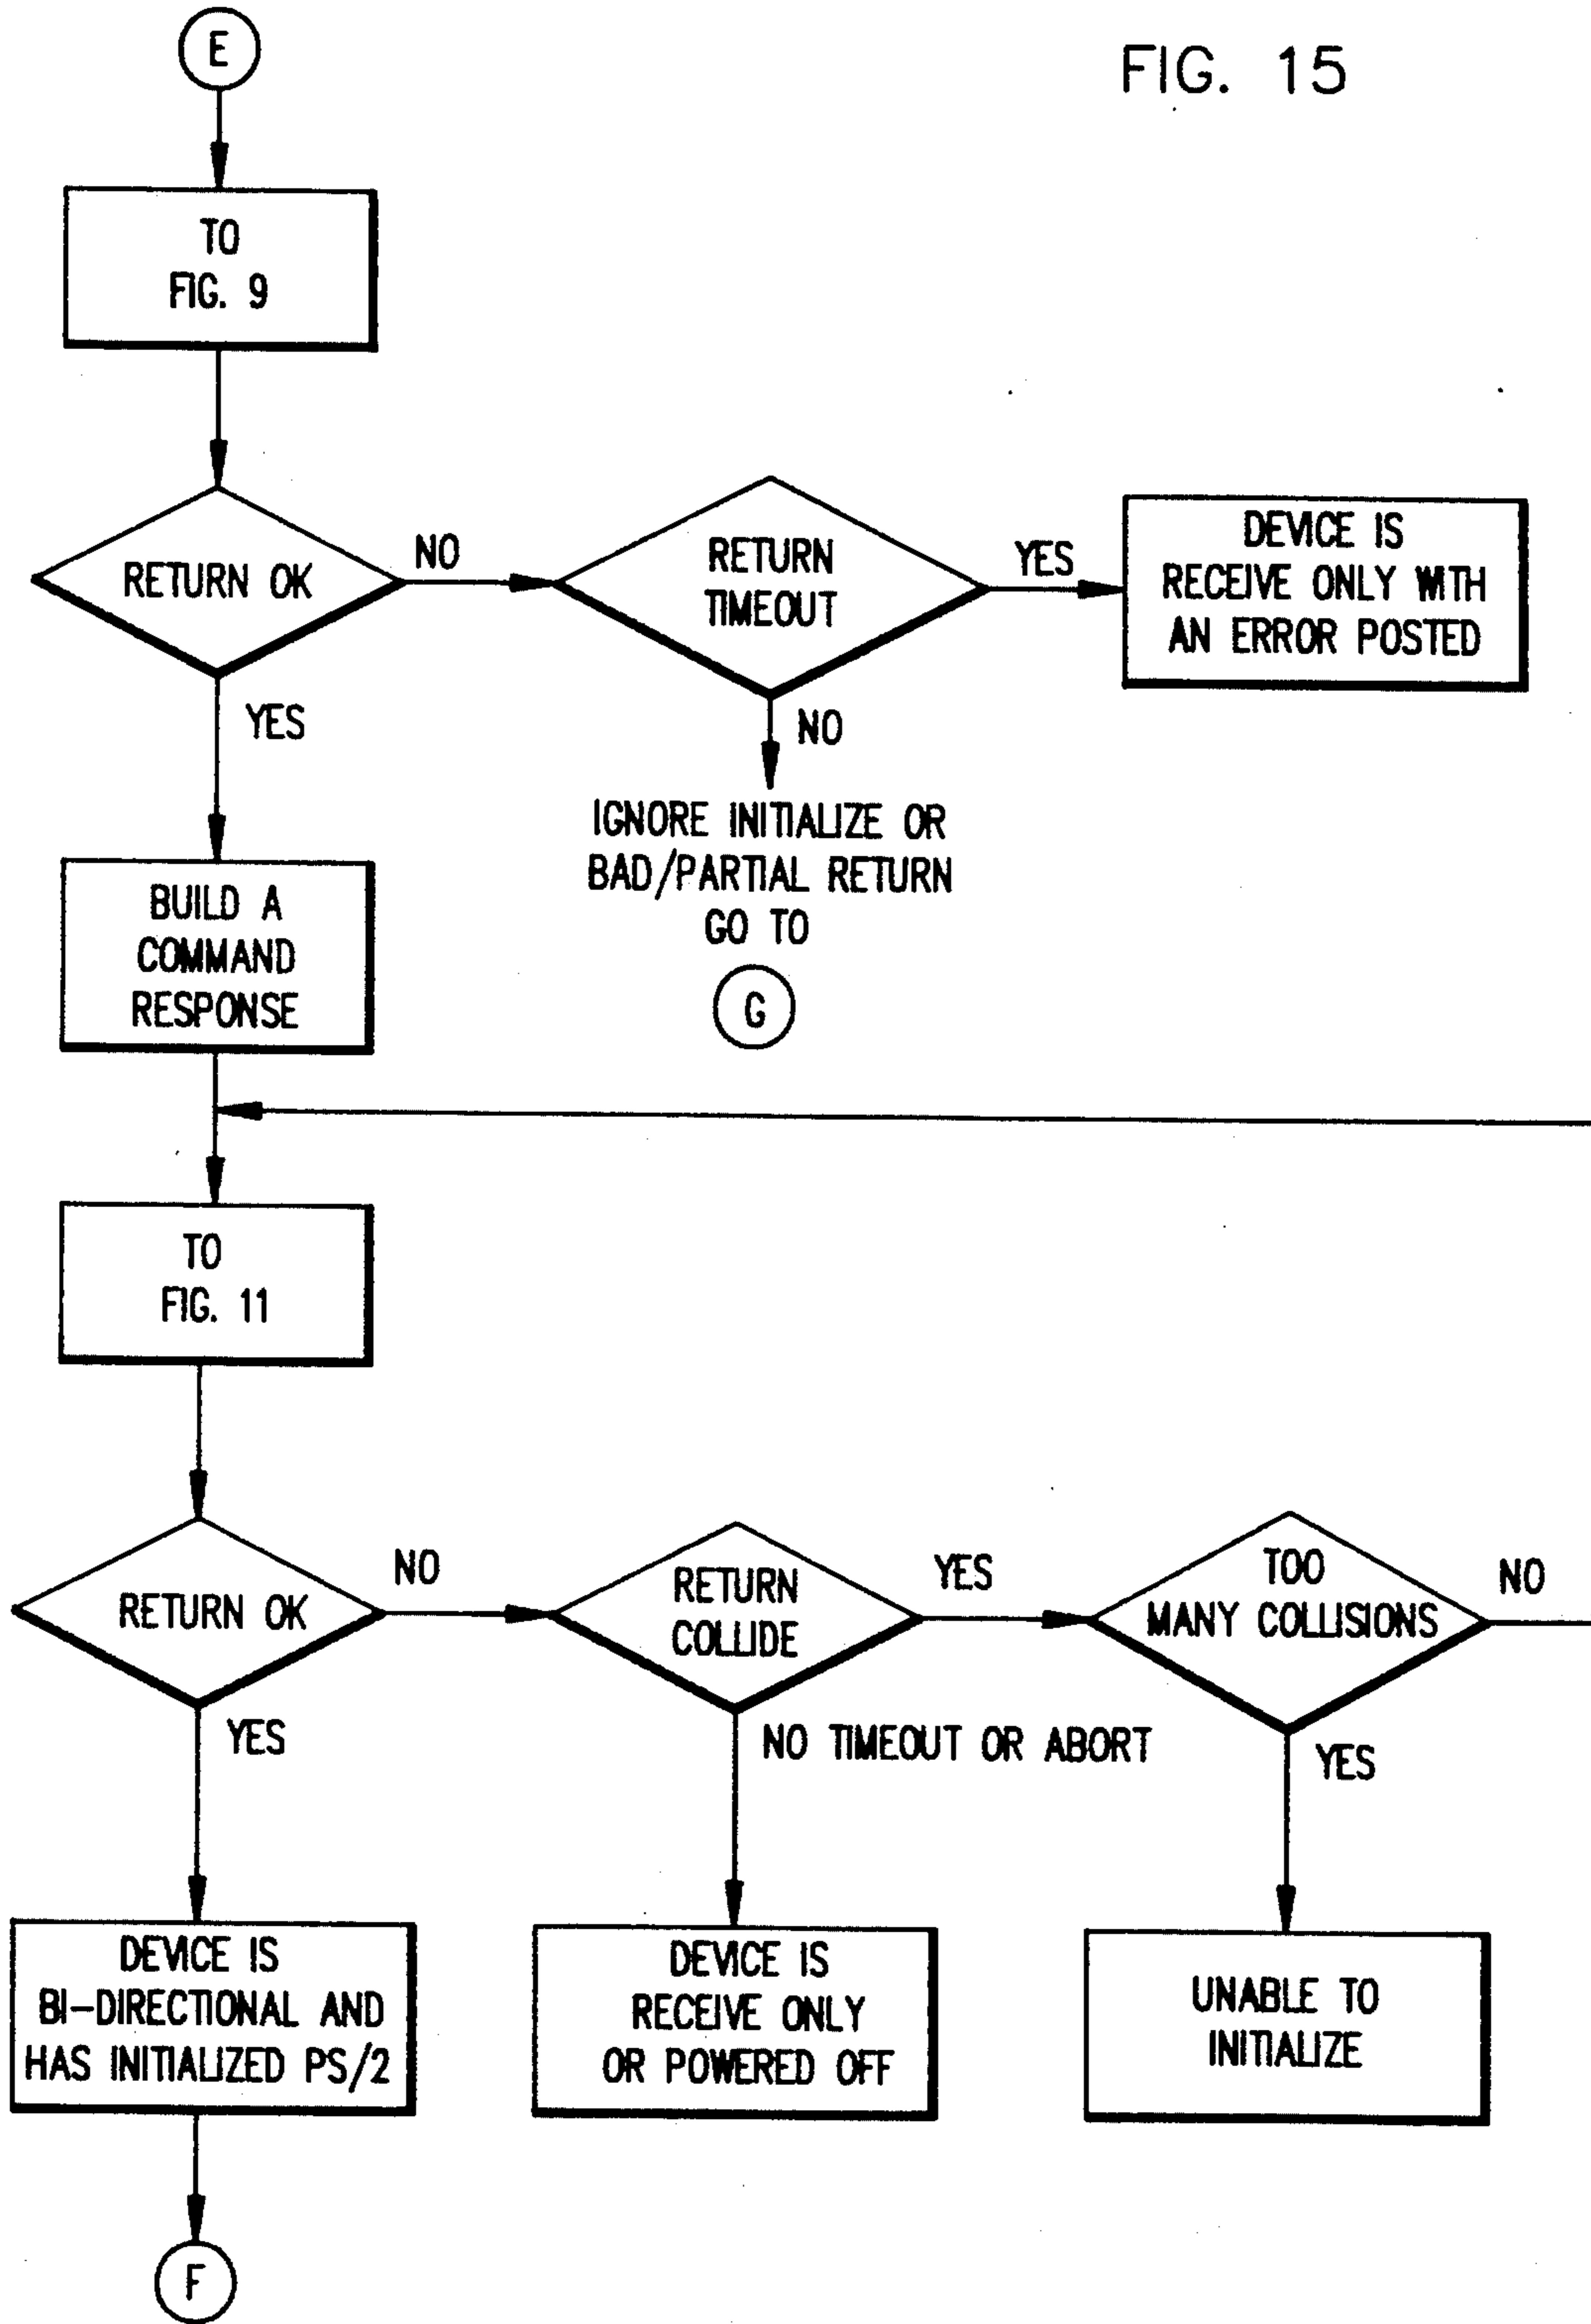 E
FIG. 15
TO
FIG. 9
RETURN OK
NO
RETURN
TIMEOUT
YES
DEVICE IS
RECEIVE ONLY WITH
AN ERROR POSTED
YES
NO
IGNORE INITIALIZE OR
BAD/PARTIAL RETURN
GO TO
G
BUILD A
COMMAND
RESPONSE
TO
FIG. 11
RETURN OK
NO
RETURN
COLLIDE
YES
TOO
MANY COLLISIONS
NO
YES
NO TIMEOUT OR ABORT
YES
DEVICE IS
BI-DIRECTIONAL AND
HAS INITIALIZED PS/2
DEVICE IS
RECEIVE ONLY
OR POWERED OFF
UNABLE TO
INITIALIZE
F